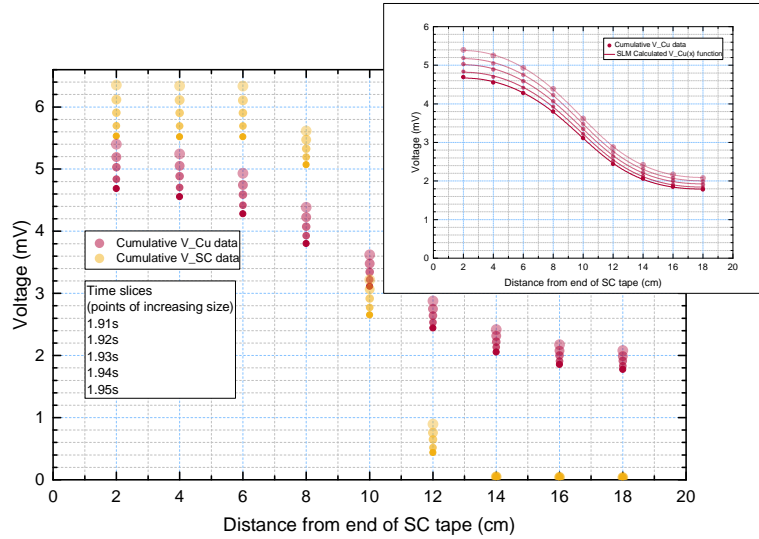 6
5
4
3
2
1
0
Voltage (mV)
0 2 4 6 8 10 12 14 16 18 20
Distance from end of SC tape (cm)
Cumulative V_Cu data
Cumulative V_SC data
Time slices
(points of increasing size)
1.91s
1.92s
1.93s
1.94s
1.95s
6
5
4
3
2
1
0
Voltage (mV)
0 2 4 6 8 10 12 14 16 18 20
Distance from end of SC tape (cm)
Cumulative V_Cu data
SLM Calculated V_Cu(x) function